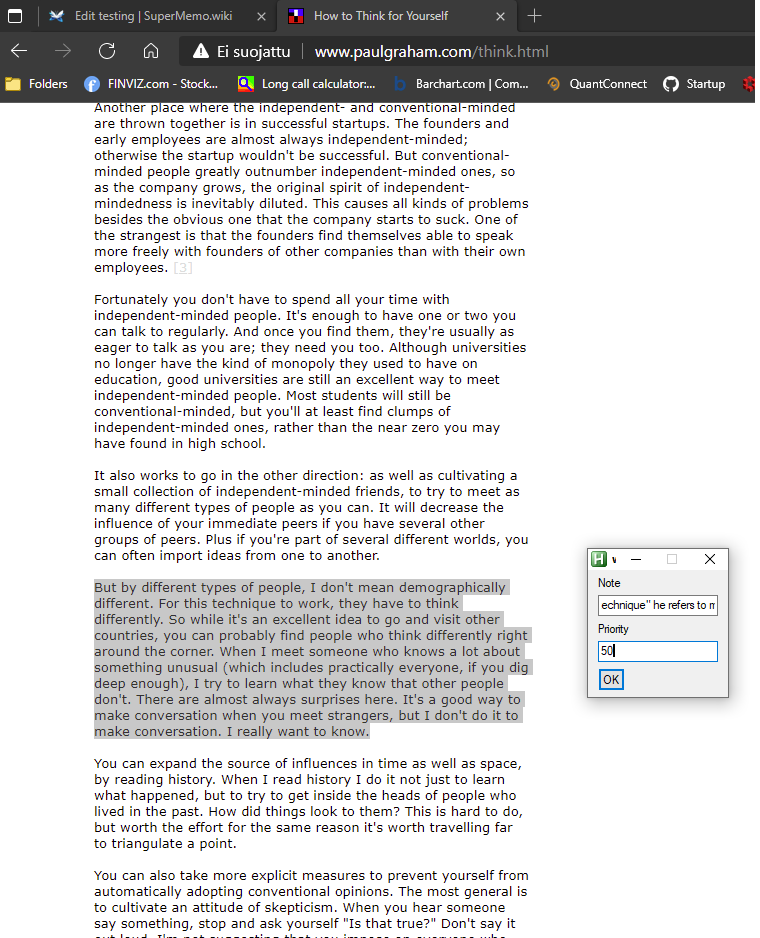 Edit testing | SuperMemo.wiki
How to Think for Yourself
Ei suojattu | www.paulgraham.com/think.html
Folders FINVIZ.com - Stock... Long call calculator:... Barchart.com | Com... QuantConnect Startup
Another place where the independent- and conventional-minded
are thrown together is in successful startups. The founders and
early employees are almost always independent-minded;
otherwise the startup wouldn't be successful. But conventional-
minded people greatly outnumber independent-minded ones, so
as the company grows, the original spirit of independent-
mindedness is inevitably diluted. This causes all kinds of problems
besides the obvious one that the company starts to suck. One of
the strangest is that the founders find themselves able to speak
more freely with founders of other companies than with their own
employees. [3]
Fortunately you don't have to spend all your time with
independent-minded people. It's enough to have one or two you
can talk to regularly. And once you find them, they're usually as
eager to talk as you are; they need you too. Although universities
no longer have the kind of monopoly they used to have on
education, good universities are still an excellent way to meet
independent-minded people. Most students will still be
conventional-minded, but you'll at least find clumps of
independent-minded ones, rather than the near zero you may
have found in high school.
It also works to go in the other direction: as well as cultivating a
small collection of independent-minded friends, to try to meet as
many different types of people as you can. It will decrease the
influence of your immediate peers if you have several other
groups of peers. Plus if you're part of several different worlds, you
can often import ideas from one to another.
But by different types of people, I don't mean demographically
different. For this technique to work, they have to think
differently. So while it's an excellent idea to go and visit other
countries, you can probably find people who think differently right
around the corner. When I meet someone who knows a lot about
something unusual (which includes practically everyone, if you dig
deep enough), I try to learn what they know that other people
don't. There are almost always surprises here. It's a good way to
make conversation when you meet strangers, but I don't do it to
make conversation. I really want to know.
You can expand the source of influences in time as well as space,
by reading history. When I read history I do it not just to learn
what happened, but to try to get inside the heads of people who
lived in the past. How did things look to them? This is hard to do,
but worth the effort for the same reason it's worth travelling far
to triangulate a point.
You can also take more explicit measures to prevent yourself from
automatically adopting conventional opinions. The most general is
to cultivate an attitude of skepticism. When you hear someone
say something, stop and ask yourself "Is that true?" Don't say it
H
Note
echnique" he refers to
Priority
50
OK